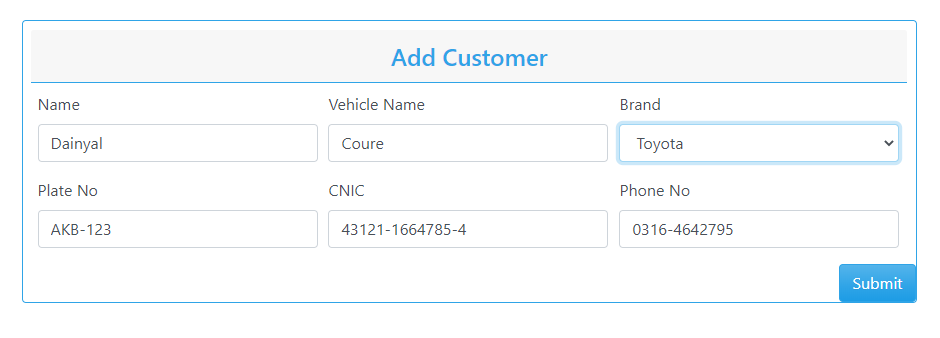 Add Customer
Name Vehicle Name Brand
Dainyal Coure Toyota
Plate No CNIC Phone No
AKB-123 43121-1664785-4 0316-4642795
Submit